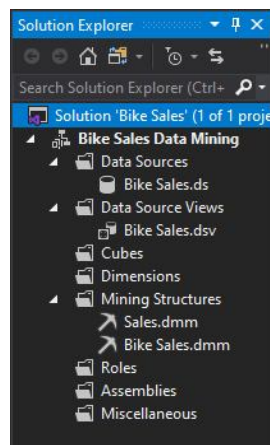 Solution Explorer
Search Solution Explorer (Ctrl+
Solution 'Bike Sales' (1 of 1 proje
Bike Sales Data Mining
Data Sources
Bike Sales.ds
Data Source Views
Bike Sales.dsv
Cubes
Dimensions
Mining Structures
Sales.dmm
Bike Sales.dmm
Roles
Assemblies
Miscellaneous